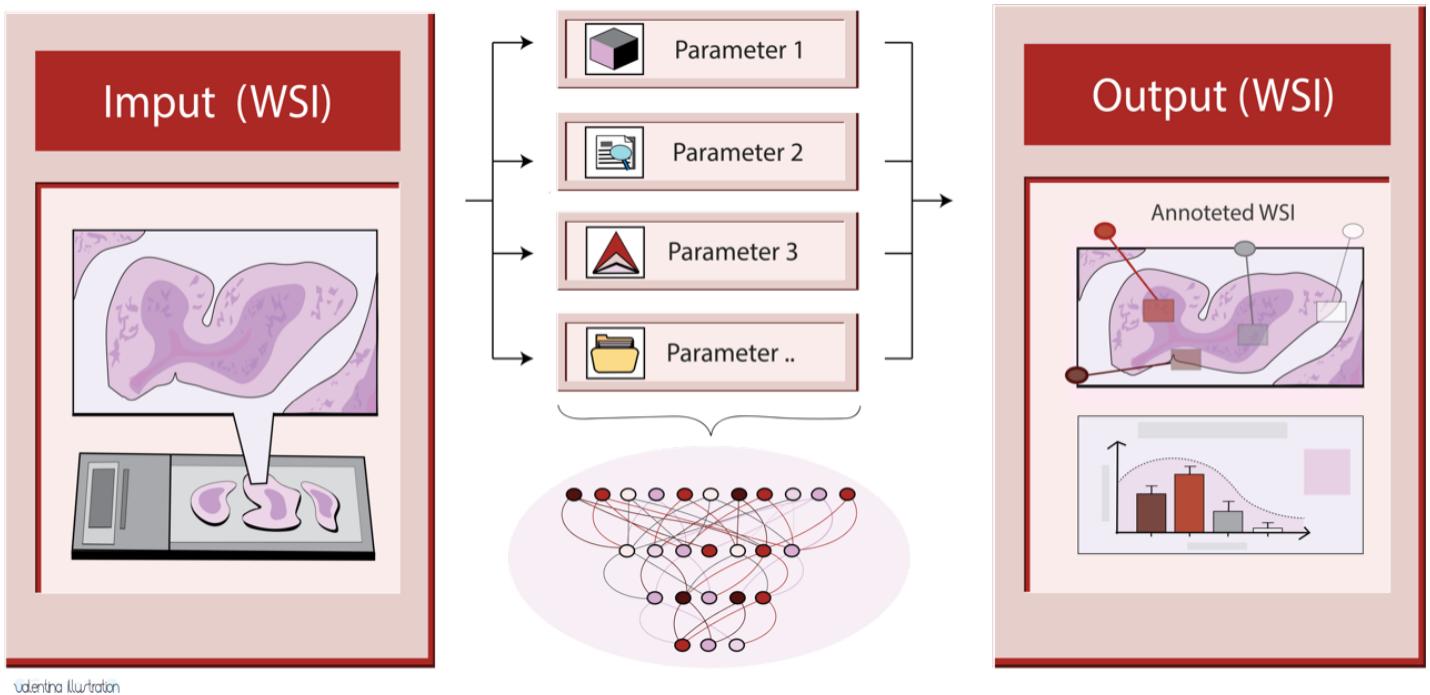 Imput (WSI)
Parameter 1
Parameter 2
Parameter 3
Parameter ..
Output (WSI)
Annoteted WSI
valentina illustration